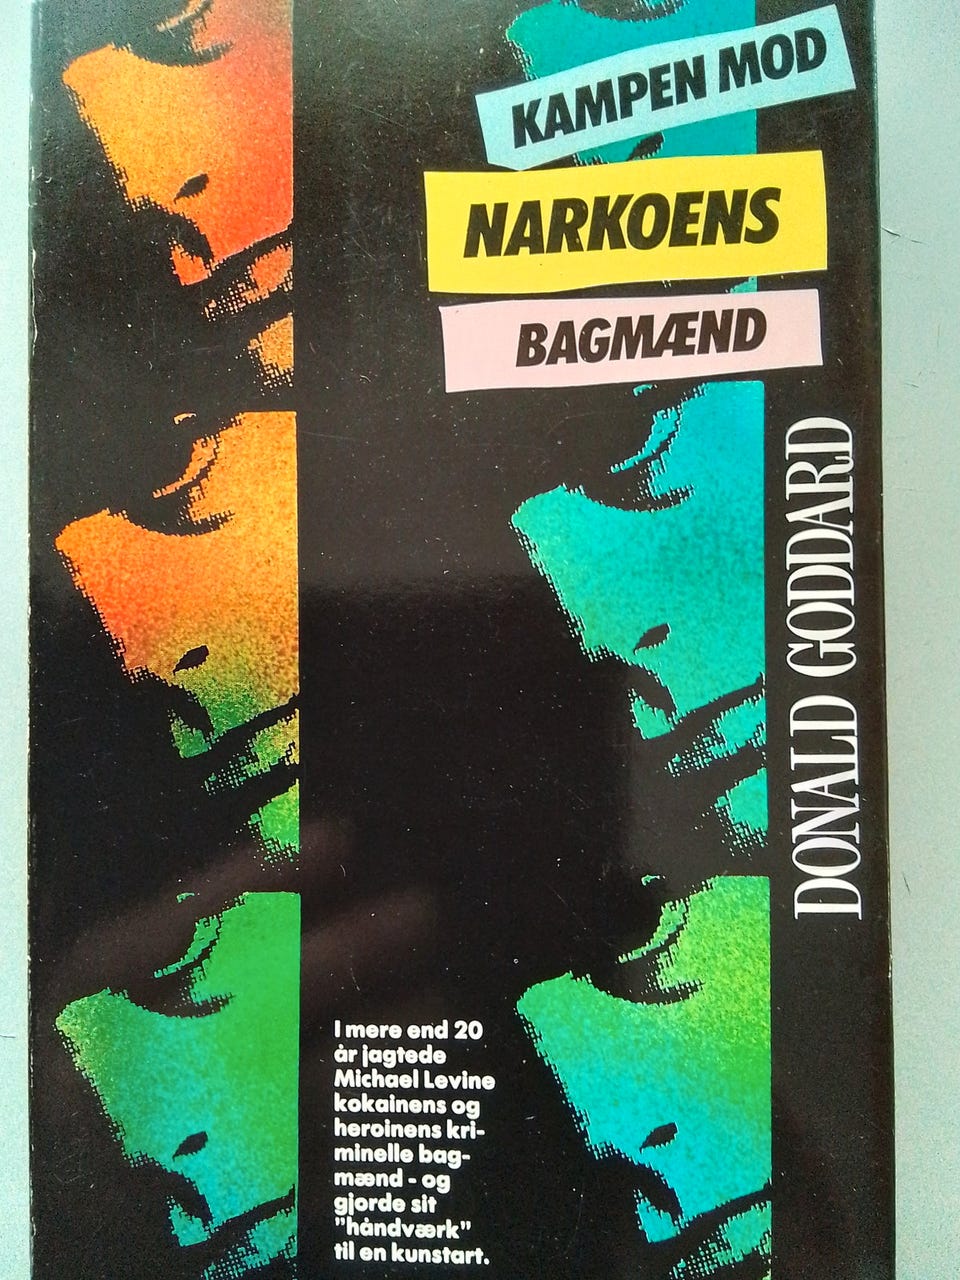 KAMPEN MOD
NARKOENS
BAGMÆND
DONALD GODDARD
I mere end 20
år jagtede
Michael Levine
kokainens og
heroinens kri-
minelle bag-
mænd - og
gjorde sit
"håndværk"
til en kunstart.